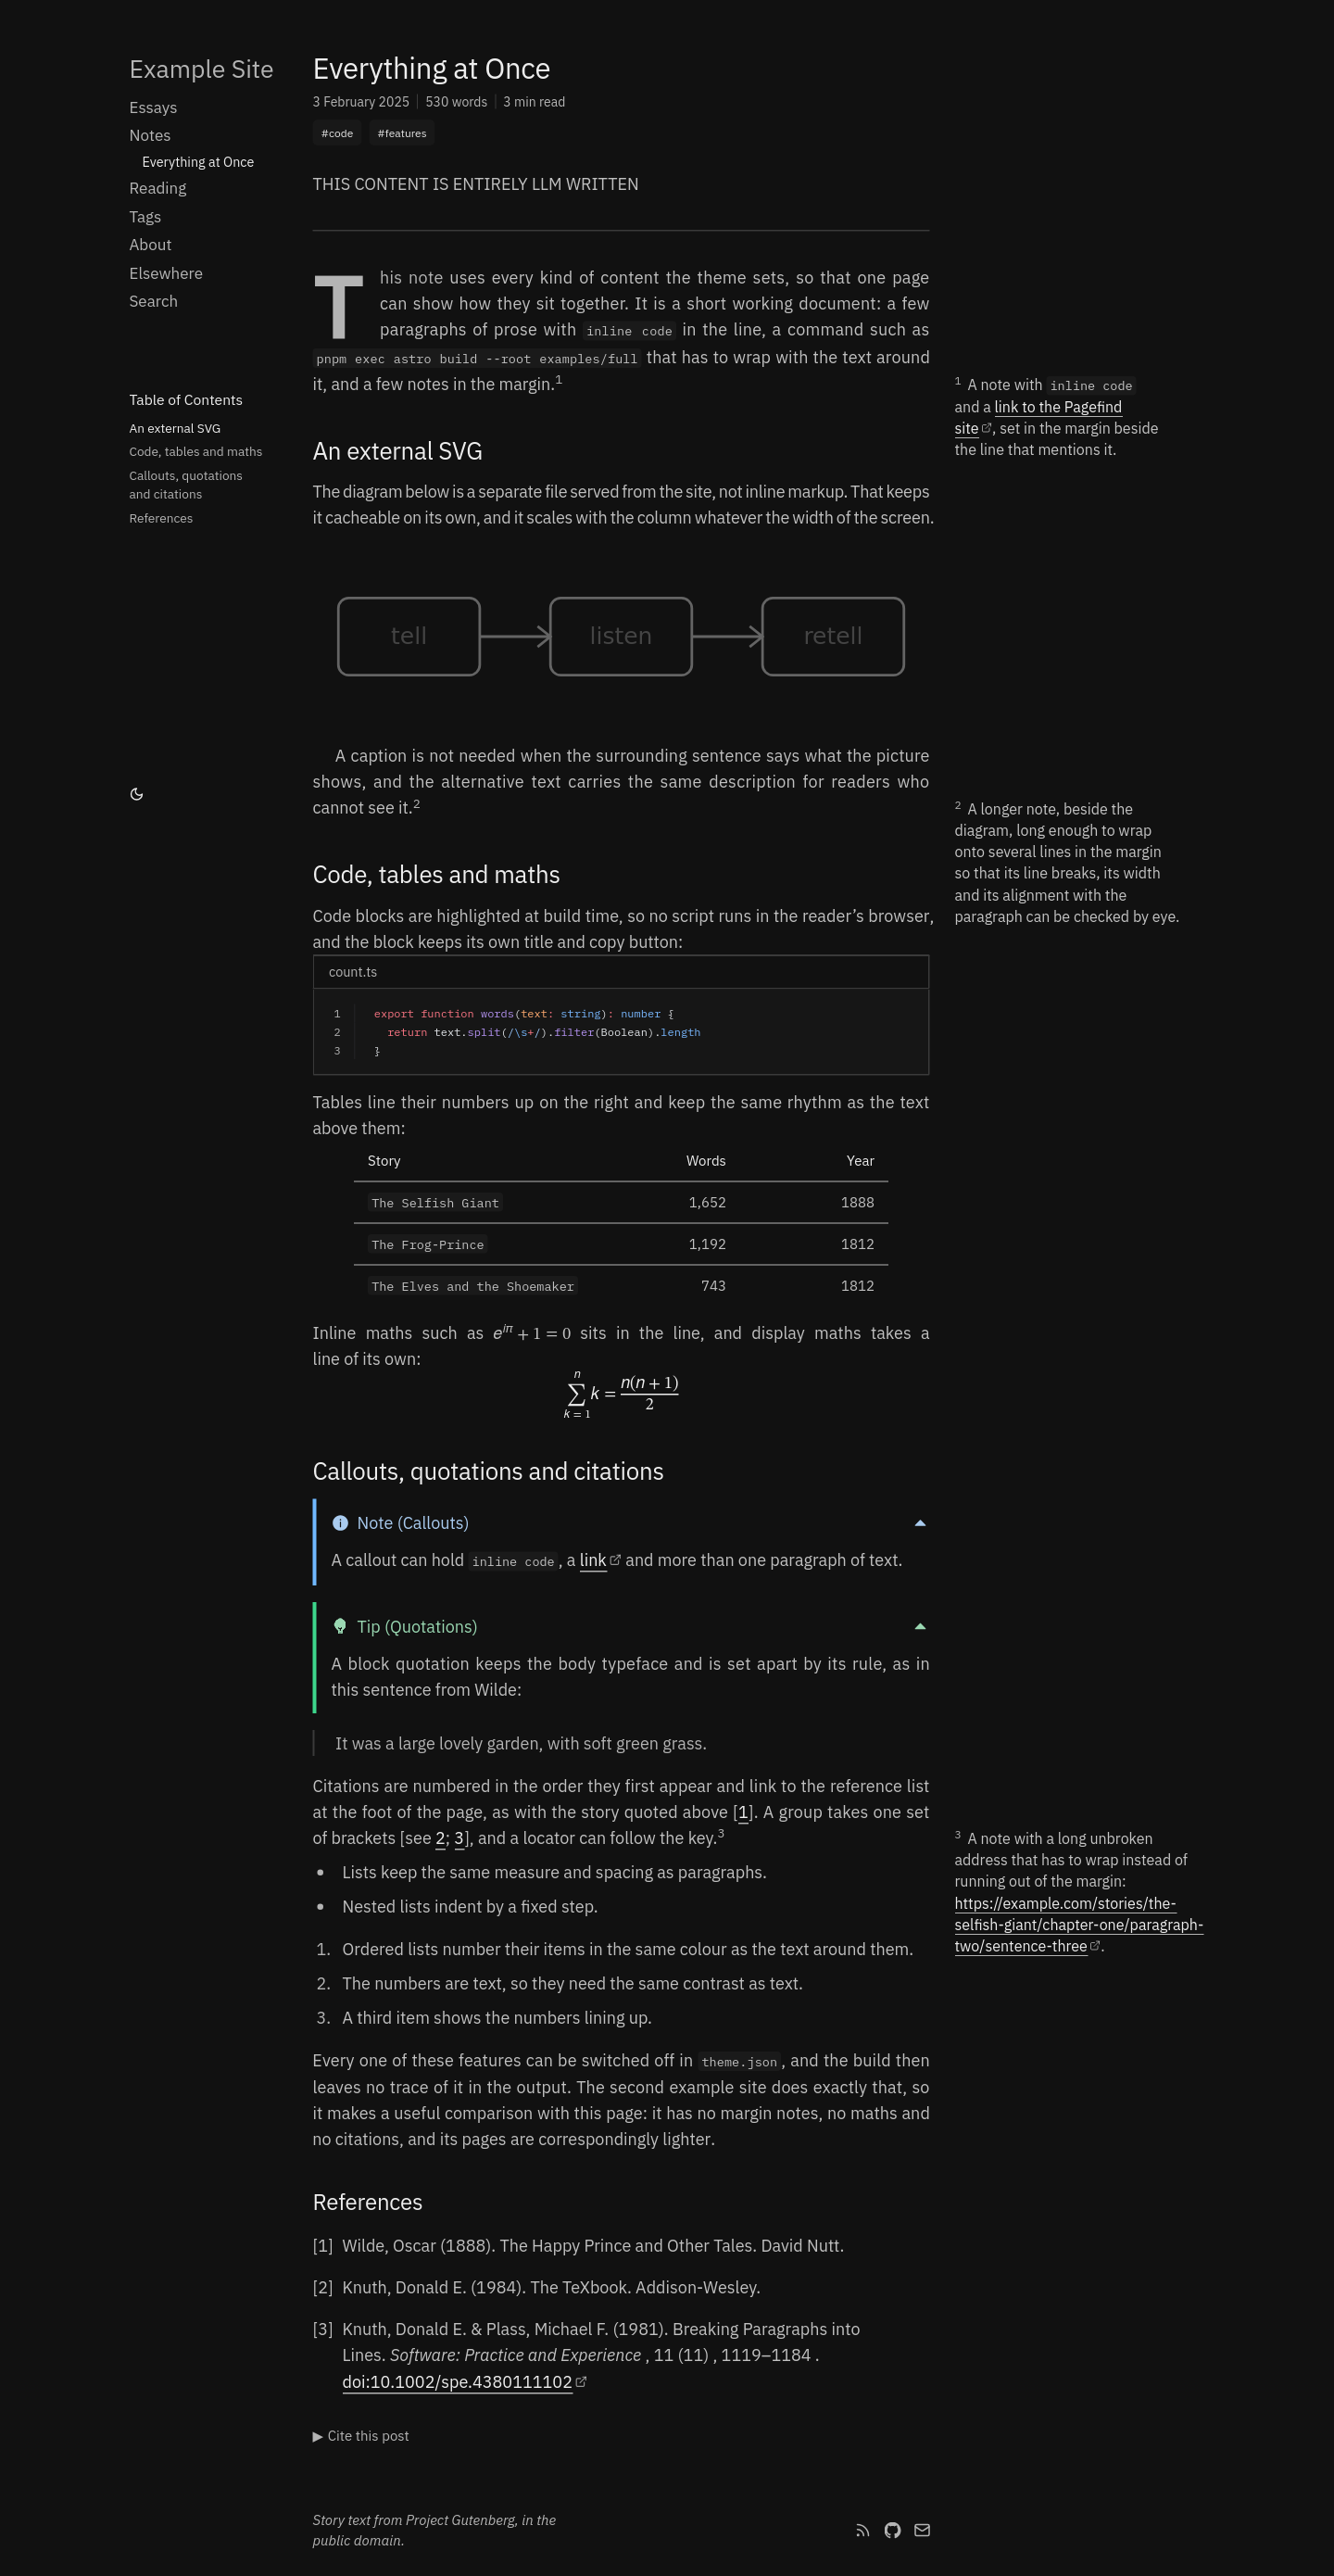 Example Site
Essays
Notes
Everything at Once
Reading
Tags
About
Elsewhere
Search
Table of Contents
An external SVG
Code, tables and maths
Callouts, quotations
and citations
References
Everything at Once
3 February 2025 | 530 words | 3 min read
#code #features
THIS CONTENT IS ENTIRELY LLM WRITTEN
This note uses every kind of content the theme sets, so that one page
can show how they sit together. It is a short working document: a few
paragraphs of prose with inline code in the line, a command such as
pnpm exec astro build --root examples/full that has to wrap with the text around
it, and a few notes in the margin.1
1 A note with inline code
and a link to the Pagefind
site, set in the margin beside
the line that mentions it.
An external SVG
The diagram below is a separate file served from the site, not inline markup. That keeps
it cacheable on its own, and it scales with the column whatever the width of the screen.
tell listen retell
A caption is not needed when the surrounding sentence says what the picture
shows, and the alternative text carries the same description for readers who
cannot see it.2
2 A longer note, beside the
diagram, long enough to wrap
onto several lines in the margin
so that its line breaks, its width
and its alignment with the
paragraph can be checked by eye.
Code, tables and maths
Code blocks are highlighted at build time, so no script runs in the reader’s browser,
and the block keeps its own title and copy button:
count.ts
1 export function words(text: string): number {
2 return text.split(/\s+/).filter(Boolean).length
3 }
Tables line their numbers up on the right and keep the same rhythm as the text
above them:
Story Words Year
The Selfish Giant 1,652 1888
The Frog-Prince 1,192 1812
The Elves and the Shoemaker 743 1812
Inline maths such as e^iπ + 1 = 0 sits in the line, and display maths takes a
line of its own:
n
∑ k = n(n + 1)
k = 1 2
Callouts, quotations and citations
Note (Callouts)
A callout can hold inline code, a link and more than one paragraph of text.
Tip (Quotations)
A block quotation keeps the body typeface and is set apart by its rule, as in
this sentence from Wilde:
It was a large lovely garden, with soft green grass.
Citations are numbered in the order they first appear and link to the reference list
at the foot of the page, as with the story quoted above [1]. A group takes one set
of brackets [see 2; 3], and a locator can follow the key.3
3 A note with a long unbroken
address that has to wrap instead of
running out of the margin:
https://example.com/stories/the-
selfish-giant/chapter-one/paragraph-
two/sentence-three.
• Lists keep the same measure and spacing as paragraphs.
• Nested lists indent by a fixed step.
1. Ordered lists number their items in the same colour as the text around them.
2. The numbers are text, so they need the same contrast as text.
3. A third item shows the numbers lining up.
Every one of these features can be switched off in theme.json, and the build then
leaves no trace of it in the output. The second example site does exactly that, so
it makes a useful comparison with this page: it has no margin notes, no maths and
no citations, and its pages are correspondingly lighter.
References
[1] Wilde, Oscar (1888). The Happy Prince and Other Tales. David Nutt.
[2] Knuth, Donald E. (1984). The TeXbook. Addison-Wesley.
[3] Knuth, Donald E. & Plass, Michael F. (1981). Breaking Paragraphs into
Lines. Software: Practice and Experience , 11 (11) , 1119–1184 .
doi:10.1002/spe.4380111102
▶ Cite this post
Story text from Project Gutenberg, in the
public domain.